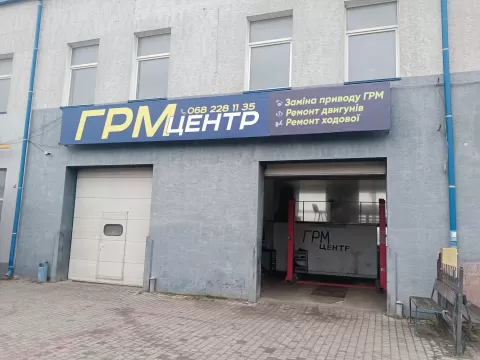 ГРМ ЦЕНТР
068 228 11 35
Заміна приводу ГРМ
Ремонт двигунів
Ремонт ходової
ГРМ
ЦЕНТР